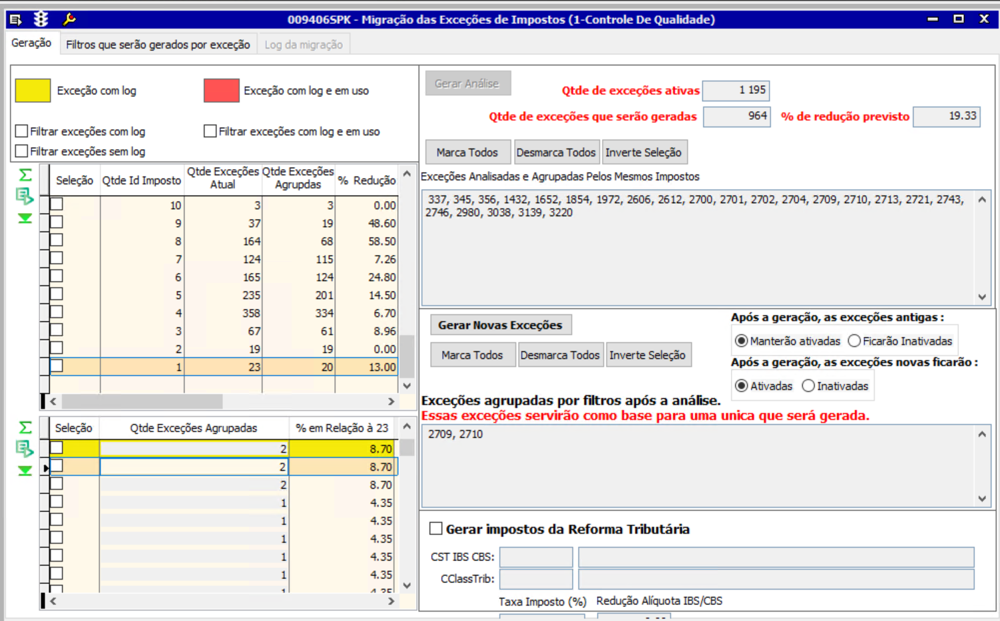 009406SPK - Migração das Exceções de Impostos (1-Controle De Qualidade)
Geração Filtros que serão gerados por exceção Log da migração
Exceção com log Exceção com log e em uso
Filtrar exceções com log Filtrar exceções com log e em uso
Filtrar exceções sem log
Seleção Qtde Id Imposto Qtde Exceções Atual Qtde Exceções Agrupdas % Redução
10 3 3 0.00
9 37 19 48.60
8 164 68 58.50
7 124 115 7.26
6 165 124 24.80
5 235 201 14.50
4 358 334 6.70
3 67 61 8.96
2 19 19 0.00
1 23 20 13.00
Seleção Qtde Exceções Agrupadas % em Relação à 23
2 8.70
2 8.70
2 8.70
1 4.35
1 4.35
1 4.35
1 4.35
1 4.35
1 4.35
Gerar Análise
Qtde de exceções ativas 1 195
Qtde de exceções que serão geradas 964 % de redução previsto 19.33
Marca Todos Desmarca Todos Inverte Seleção
Exceções Analisadas e Agrupadas Pelos Mesmos Impostos
337, 345, 356, 1432, 1652, 1854, 1972, 2606, 2612, 2700, 2701, 2702, 2704, 2709, 2710, 2713, 2721, 2743,
2746, 2980, 3038, 3139, 3220
Gerar Novas Exceções
Marca Todos Desmarca Todos Inverte Seleção
Após a geração, as exceções antigas :
Manterão ativadas Ficarão Inativadas
Após a geração, as exceções novas ficarão :
Ativadas Inativadas
Exceções agrupadas por filtros após a análise.
Essas exceções servirão como base para uma unica que será gerada.
2709, 2710
Gerar impostos da Reforma Tributária
CST IBS CBS:
CClassTrib:
Taxa Imposto (%) Redução Alíquota IBS/CBS